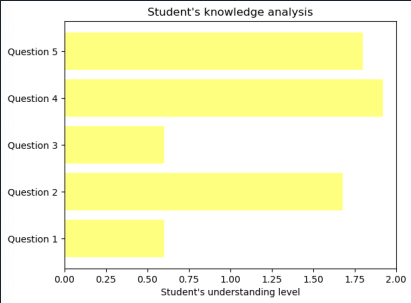 Student's knowledge analysis
Question 5
Question 4
Question 3
Question 2
Question 1
0.00 0.25 0.50 0.75 1.00 1.25 1.50 1.75 2.00
Student's understanding level